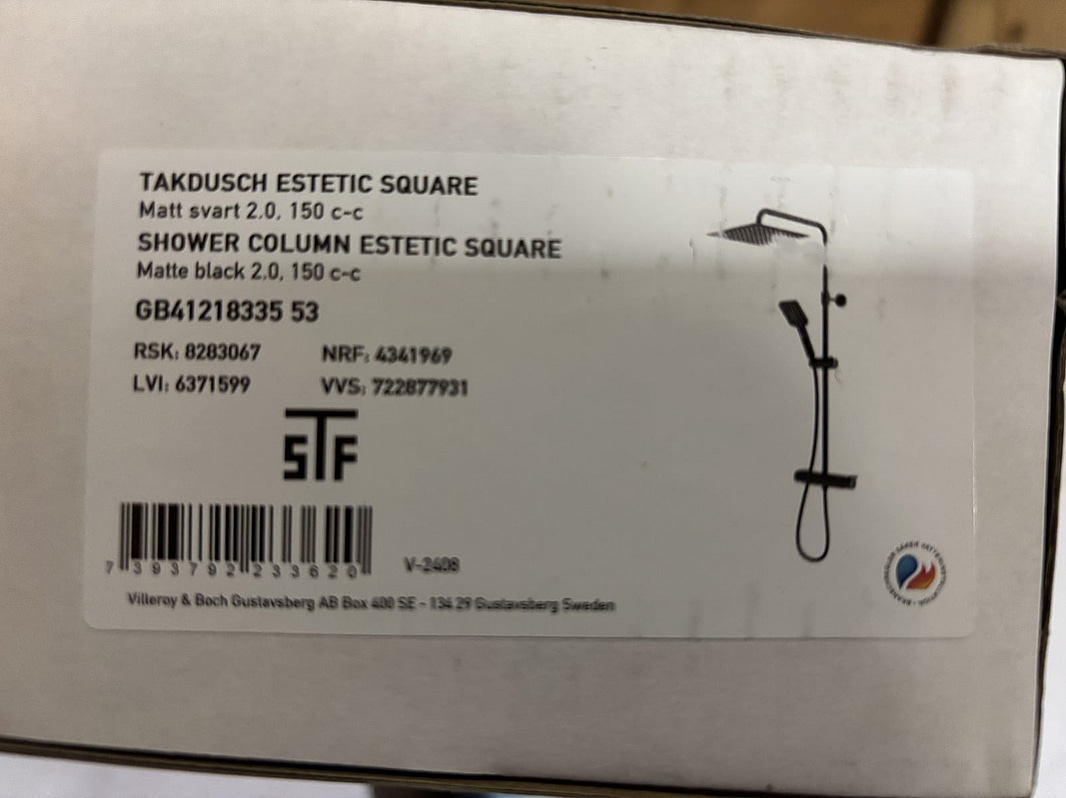 TAKDUSCH ESTETIC SQUARE
Matt svart 2.0, 150 c-c
SHOWER COLUMN ESTETIC SQUARE
Matte black 2.0, 150 c-c
GB41218335 53
RSK: 8283067 NRF: 4341969
LVI: 6371599 VVS: 722877931
STF
7 393792 233620
V-2408
Villeroy & Boch Gustavsberg AB Box 400 SE - 134 29 Gustavsberg Sweden